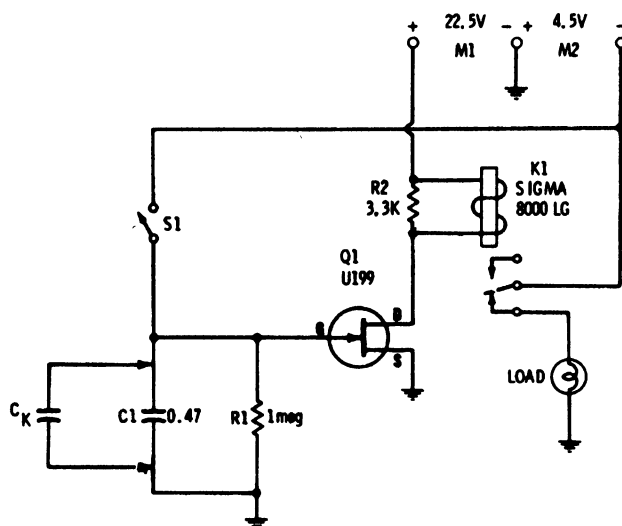 + 22.5V - + 4.5V -
M1 M2
K1
SIGMA
8000 LG
R2
3.3K
S1
Q1
U199
G
D
S
LOAD
CK
C1 0.47
R1 1meg